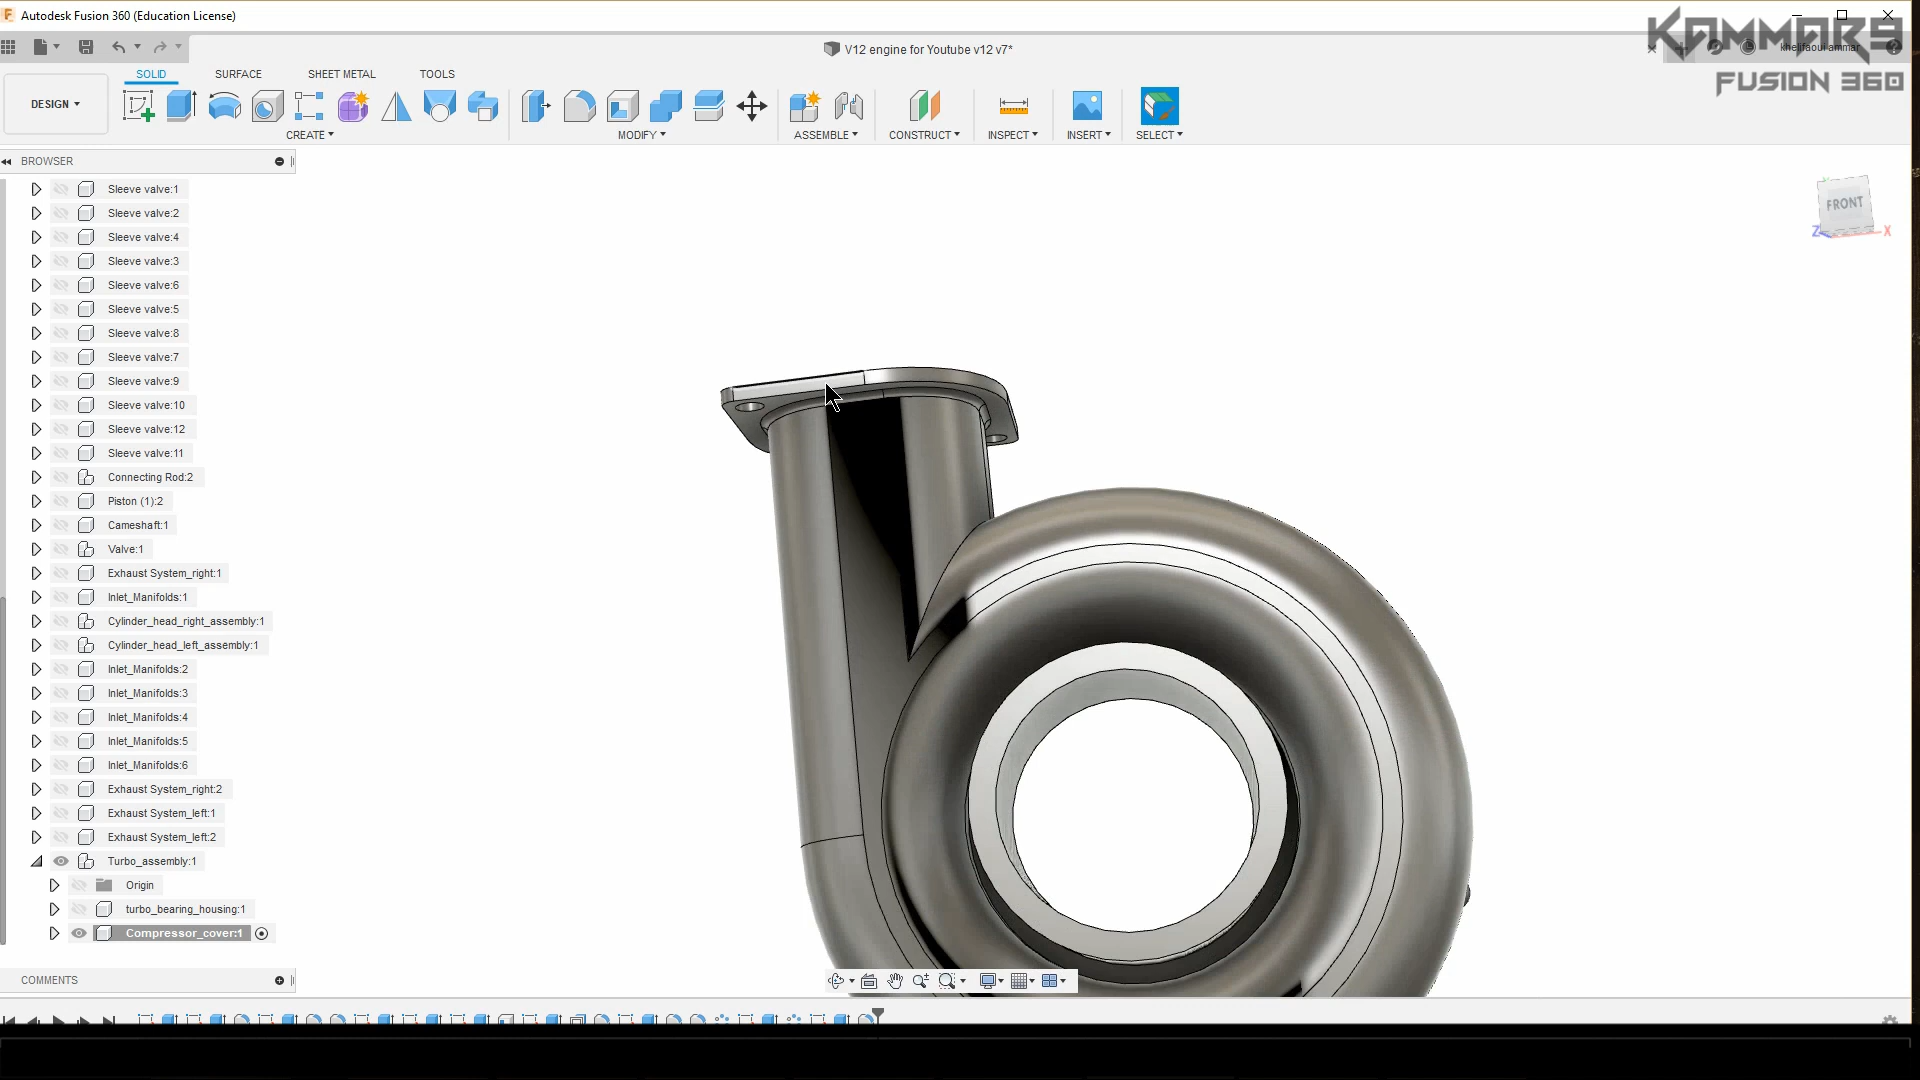 Autodesk Fusion 360 (Education License)
KAMMAR9
FUSION 360
V12 engine for Youtube v12 v7*
khelifaoui ammar
DESIGN
SOLID
SURFACE
SHEET METAL
TOOLS
CREATE
MODIFY
ASSEMBLE
CONSTRUCT
INSPECT
INSERT
SELECT
BROWSER
Sleeve valve:1
Sleeve valve:2
Sleeve valve:4
Sleeve valve:3
Sleeve valve:6
Sleeve valve:5
Sleeve valve:8
Sleeve valve:7
Sleeve valve:9
Sleeve valve:10
Sleeve valve:12
Sleeve valve:11
Connecting Rod:2
Piston (1):2
Cameshaft:1
Valve:1
Exhaust System_right:1
Inlet_Manifolds:1
Cylinder_head_right_assembly:1
Cylinder_head_left_assembly:1
Inlet_Manifolds:2
Inlet_Manifolds:3
Inlet_Manifolds:4
Inlet_Manifolds:5
Inlet_Manifolds:6
Exhaust System_right:2
Exhaust System_left:1
Exhaust System_left:2
Turbo_assembly:1
Origin
turbo_bearing_housing:1
Compressor_cover:1
COMMENTS
FRONT
Z
X